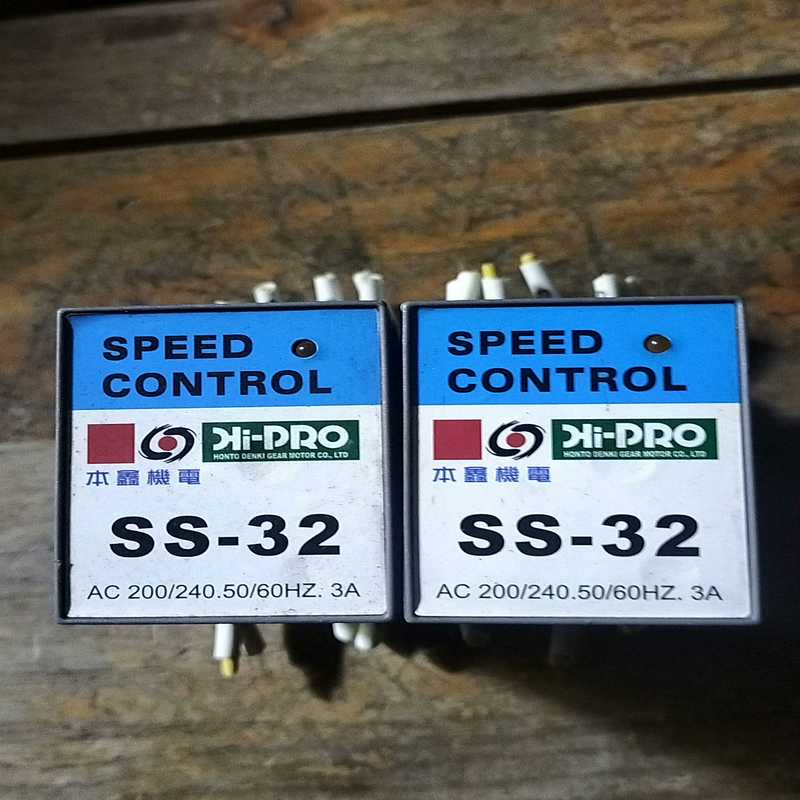 SPEED
CONTROL
Hi-PRO
HONTO DENKI GEAR MOTOR CO., LTD
本鑫機電
SS-32
AC 200/240.50/60HZ. 3A
SPEED
CONTROL
Hi-PRO
HONTO DENKI GEAR MOTOR CO., LTD
本鑫機電
SS-32
AC 200/240.50/60HZ. 3A